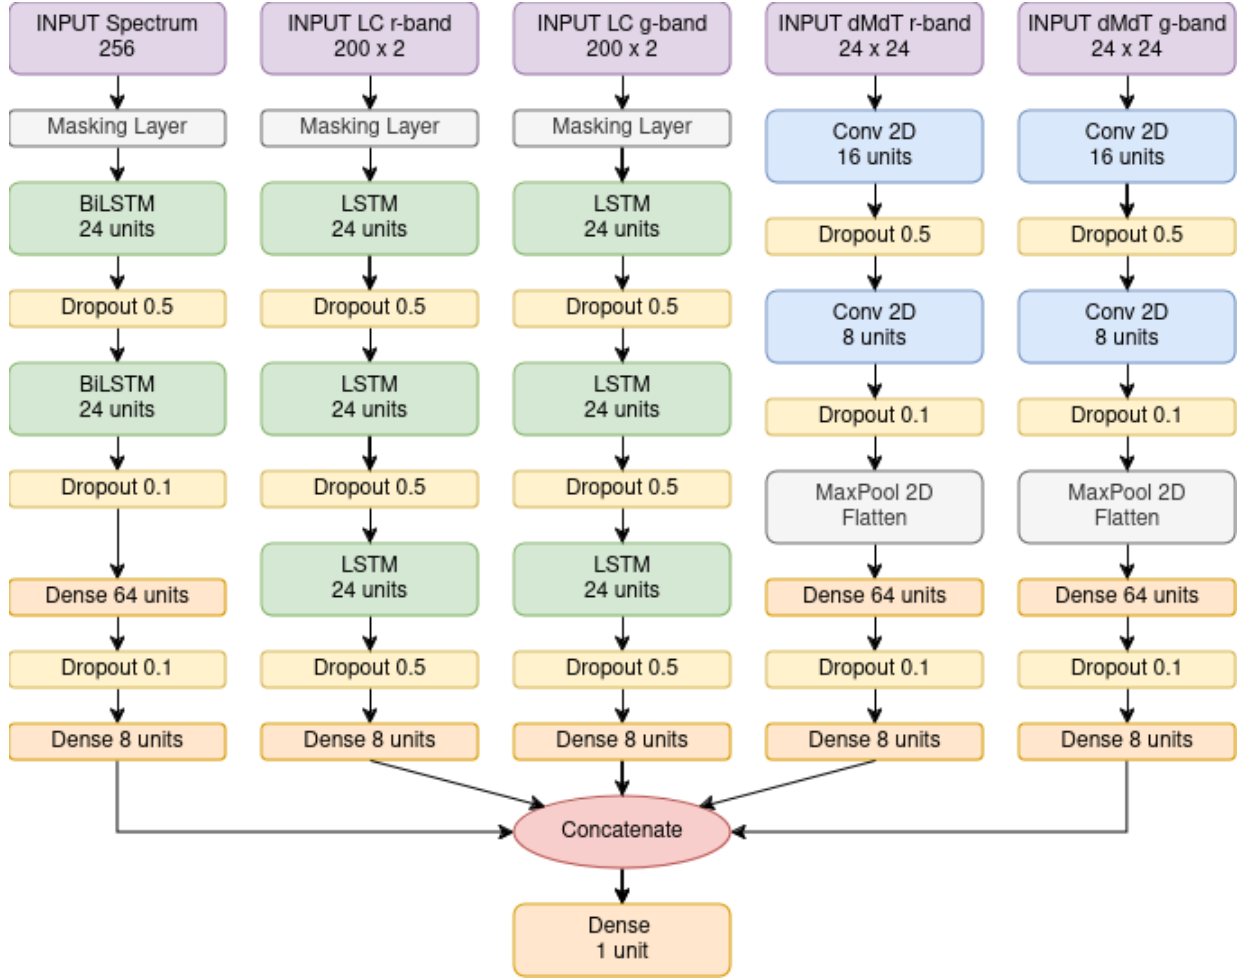 INPUT Spectrum
256
Masking Layer
BiLSTM
24 units
Dropout 0.5
BiLSTM
24 units
Dropout 0.1
Dense 64 units
Dropout 0.1
Dense 8 units
INPUT LC r-band
200 x 2
Masking Layer
LSTM
24 units
Dropout 0.5
LSTM
24 units
Dropout 0.5
LSTM
24 units
Dropout 0.5
Dense 8 units
INPUT LC g-band
200 x 2
Masking Layer
LSTM
24 units
Dropout 0.5
LSTM
24 units
Dropout 0.5
LSTM
24 units
Dropout 0.5
Dense 8 units
INPUT dMdT r-band
24 x 24
Conv 2D
16 units
Dropout 0.5
Conv 2D
8 units
Dropout 0.1
MaxPool 2D
Flatten
Dense 64 units
Dropout 0.1
Dense 8 units
INPUT dMdT g-band
24 x 24
Conv 2D
16 units
Dropout 0.5
Conv 2D
8 units
Dropout 0.1
MaxPool 2D
Flatten
Dense 64 units
Dropout 0.1
Dense 8 units
Concatenate
Dense
1 unit